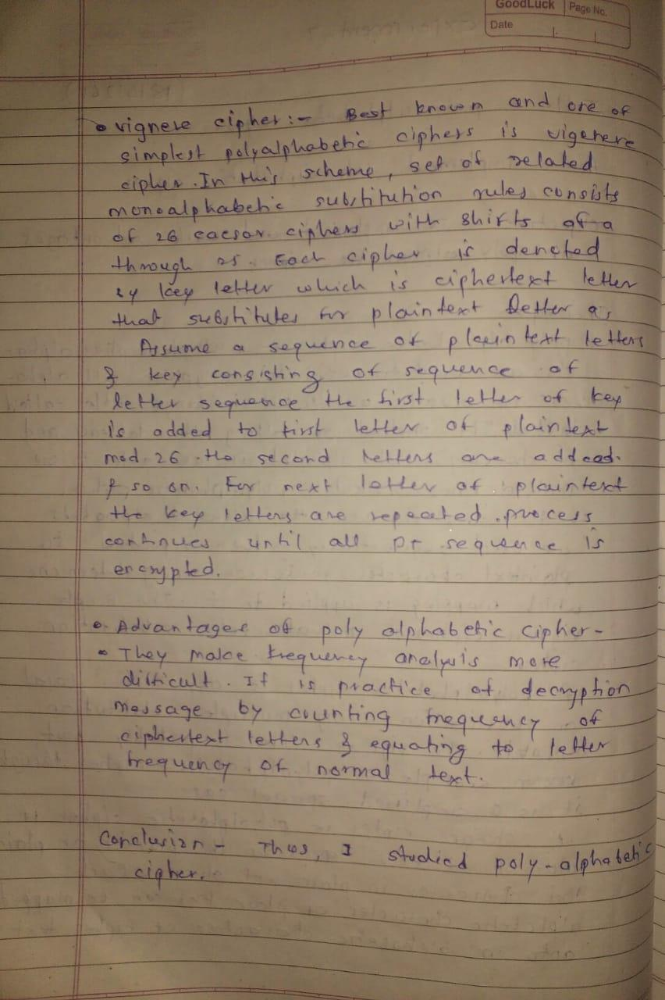 GoodLuck Page No.
Date
• vignere cipher :- Best known and one of
simplest polyalphabetic ciphers is vigenere
cipher. In this scheme, set of related
monoalphabetic substitution rules consists
of 26 caesar ciphers with shifts of a
through 25. Each cipher is denoted
by key letter which is ciphertext letter
that substitutes for plaintext letter a,
Assume a sequence of plaintext letters
& key consisting of sequence of
letter sequence the first letter of key
is added to first letter of plaintext
mod 26 the second letters are addead.
& so on. For next letter of plaintext
the key letters are repeated. process
continues until all pt sequence is
encrypted.
• Advantages of poly alphabetic cipher -
• They make frequency analysis more
difficult. It is practice of decryption
message by counting frequency of
ciphertext letters & equating to letter
frequency of normal text.
Conclusion - Thus, I studied poly-alphabetic
cipher.